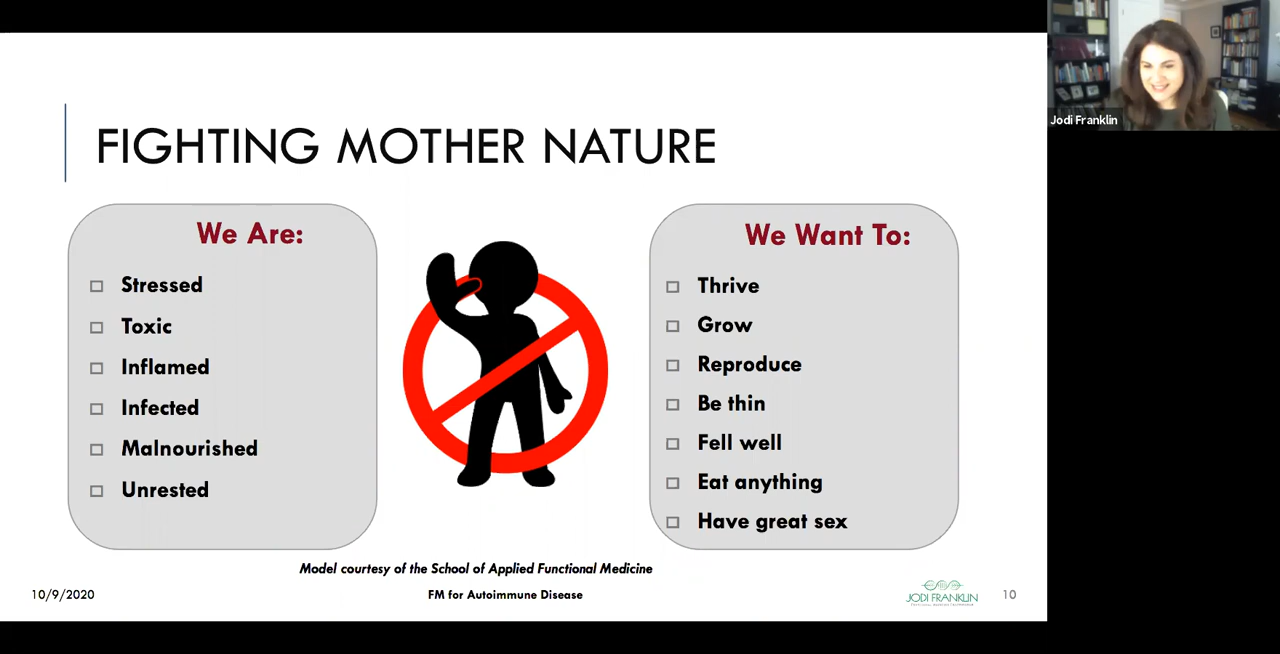 Jodi Franklin
FIGHTING MOTHER NATURE
We Are:
Stressed
Toxic
Inflamed
Infected
Malnourished
Unrested
We Want To:
Thrive
Grow
Reproduce
Be thin
Fell well
Eat anything
Have great sex
Model courtesy of the School of Applied Functional Medicine
10/9/2020
FM for Autoimmune Disease
JODI FRANKLIN
10